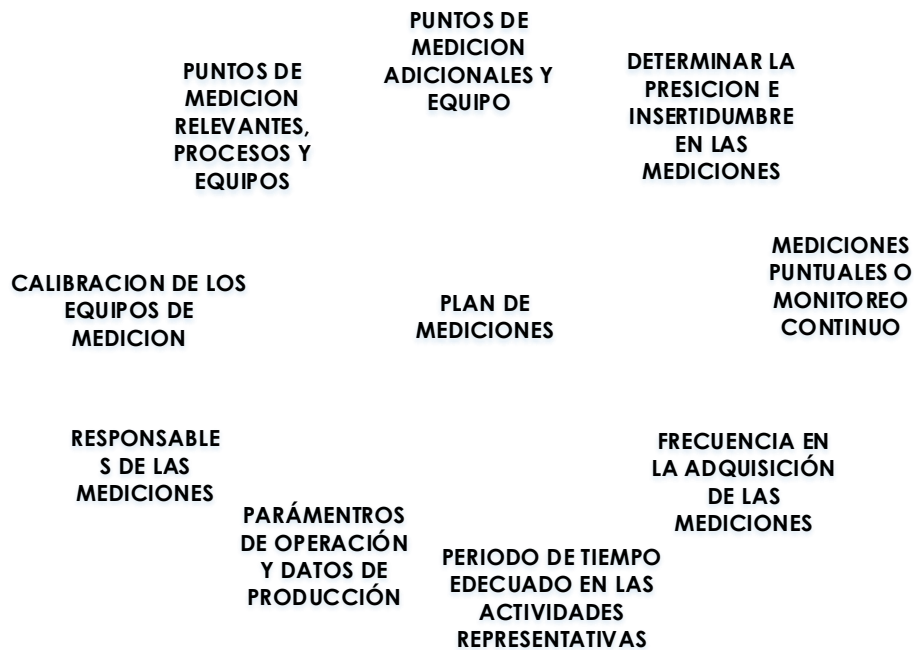 PUNTOS DE
MEDICION
ADICIONALES Y
EQUIPO
PUNTOS DE
MEDICION
RELEVANTES,
PROCESOS Y
EQUIPOS
DETERMINAR LA
PRESICION E
INSERTIDUMBRE
EN LAS
MEDICIONES
MEDICIONES
PUNTUALES O
MONITOREO
CONTINUO
CALIBRACION DE LOS
EQUIPOS DE
MEDICION
PLAN DE
MEDICIONES
RESPONSABLE
S DE LAS
MEDICIONES
FRECUENCIA EN
LA ADQUISICIÓN
DE LAS
MEDICIONES
PARÁMENTROS
DE OPERACIÓN
Y DATOS DE
PRODUCCIÓN
PERIODO DE TIEMPO
EDECUADO EN LAS
ACTIVIDADES
REPRESENTATIVAS